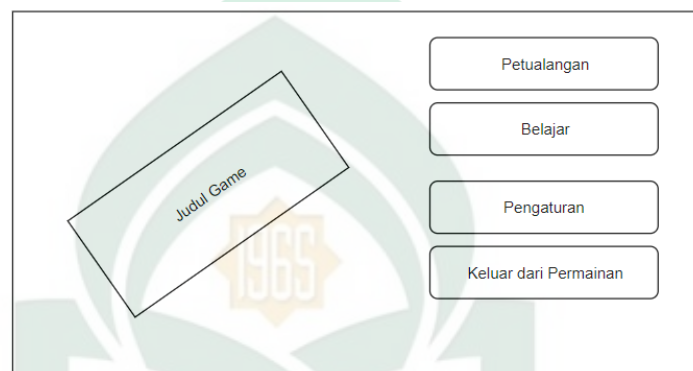 Judul Game
Petualangan
Belajar
Pengaturan
Keluar dari Permainan
1965